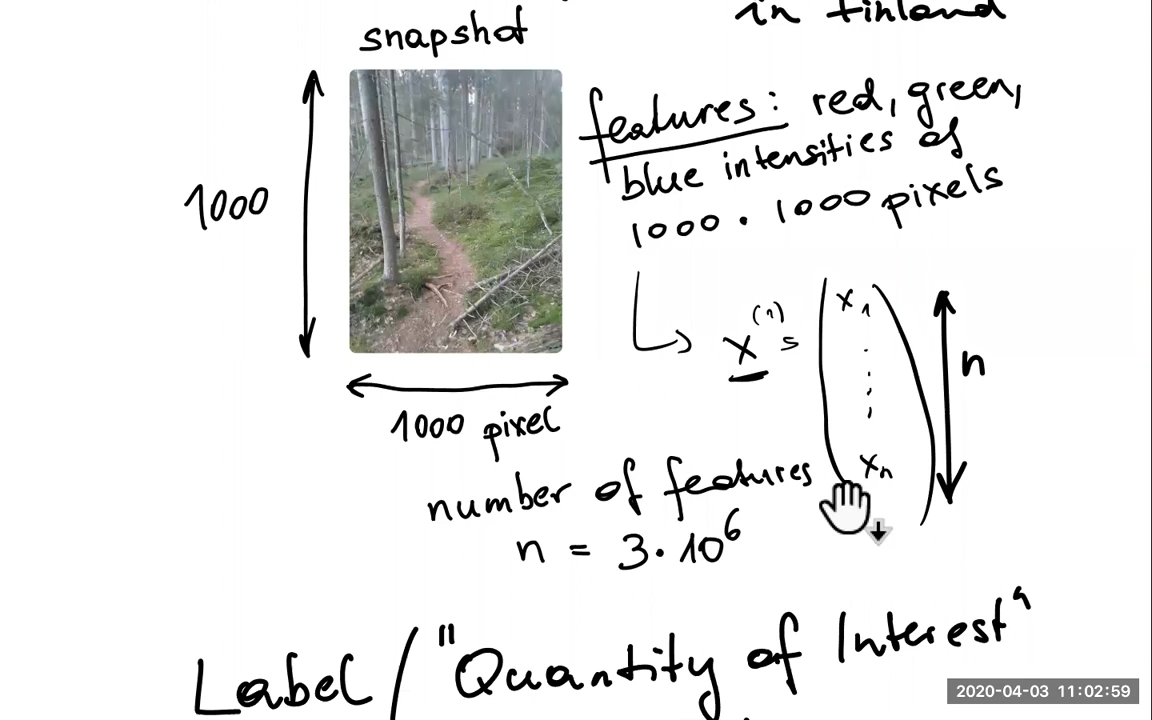 in Finland
snapshot
features: red, green,
blue intensities of
1000 · 1000 pixels
1000
x^(1) =
x_1
x_n
n
1000 pixel
number of features
n = 3·10^6
Label / "Quantity of Interest"
2020-04-03 11:02:59